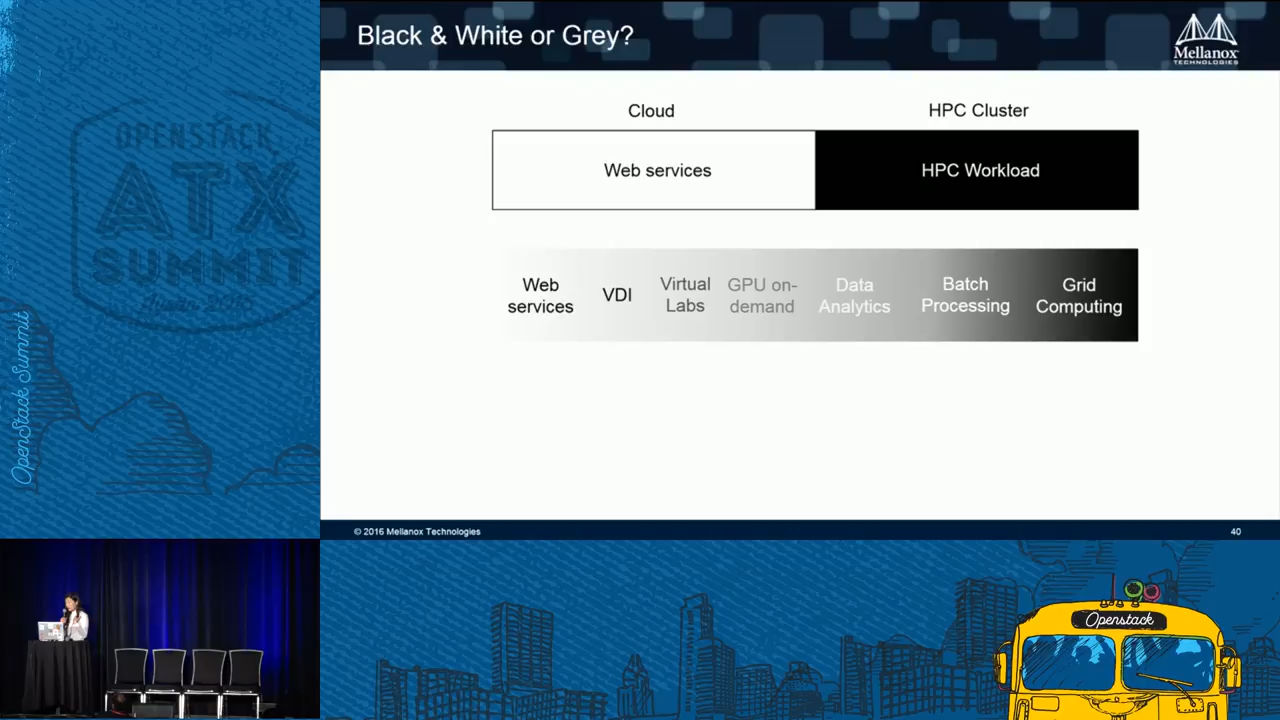 Black & White or Grey?
Mellanox
TECHNOLOGIES
Cloud
HPC Cluster
Web services
HPC Workload
Web
services
VDI
Virtual
Labs
GPU on-
demand
Data
Analytics
Batch
Processing
Grid
Computing
© 2016 Mellanox Technologies
40
OPENSTACK
ATX
SUMMIT
OpenStack Summit
Openstack